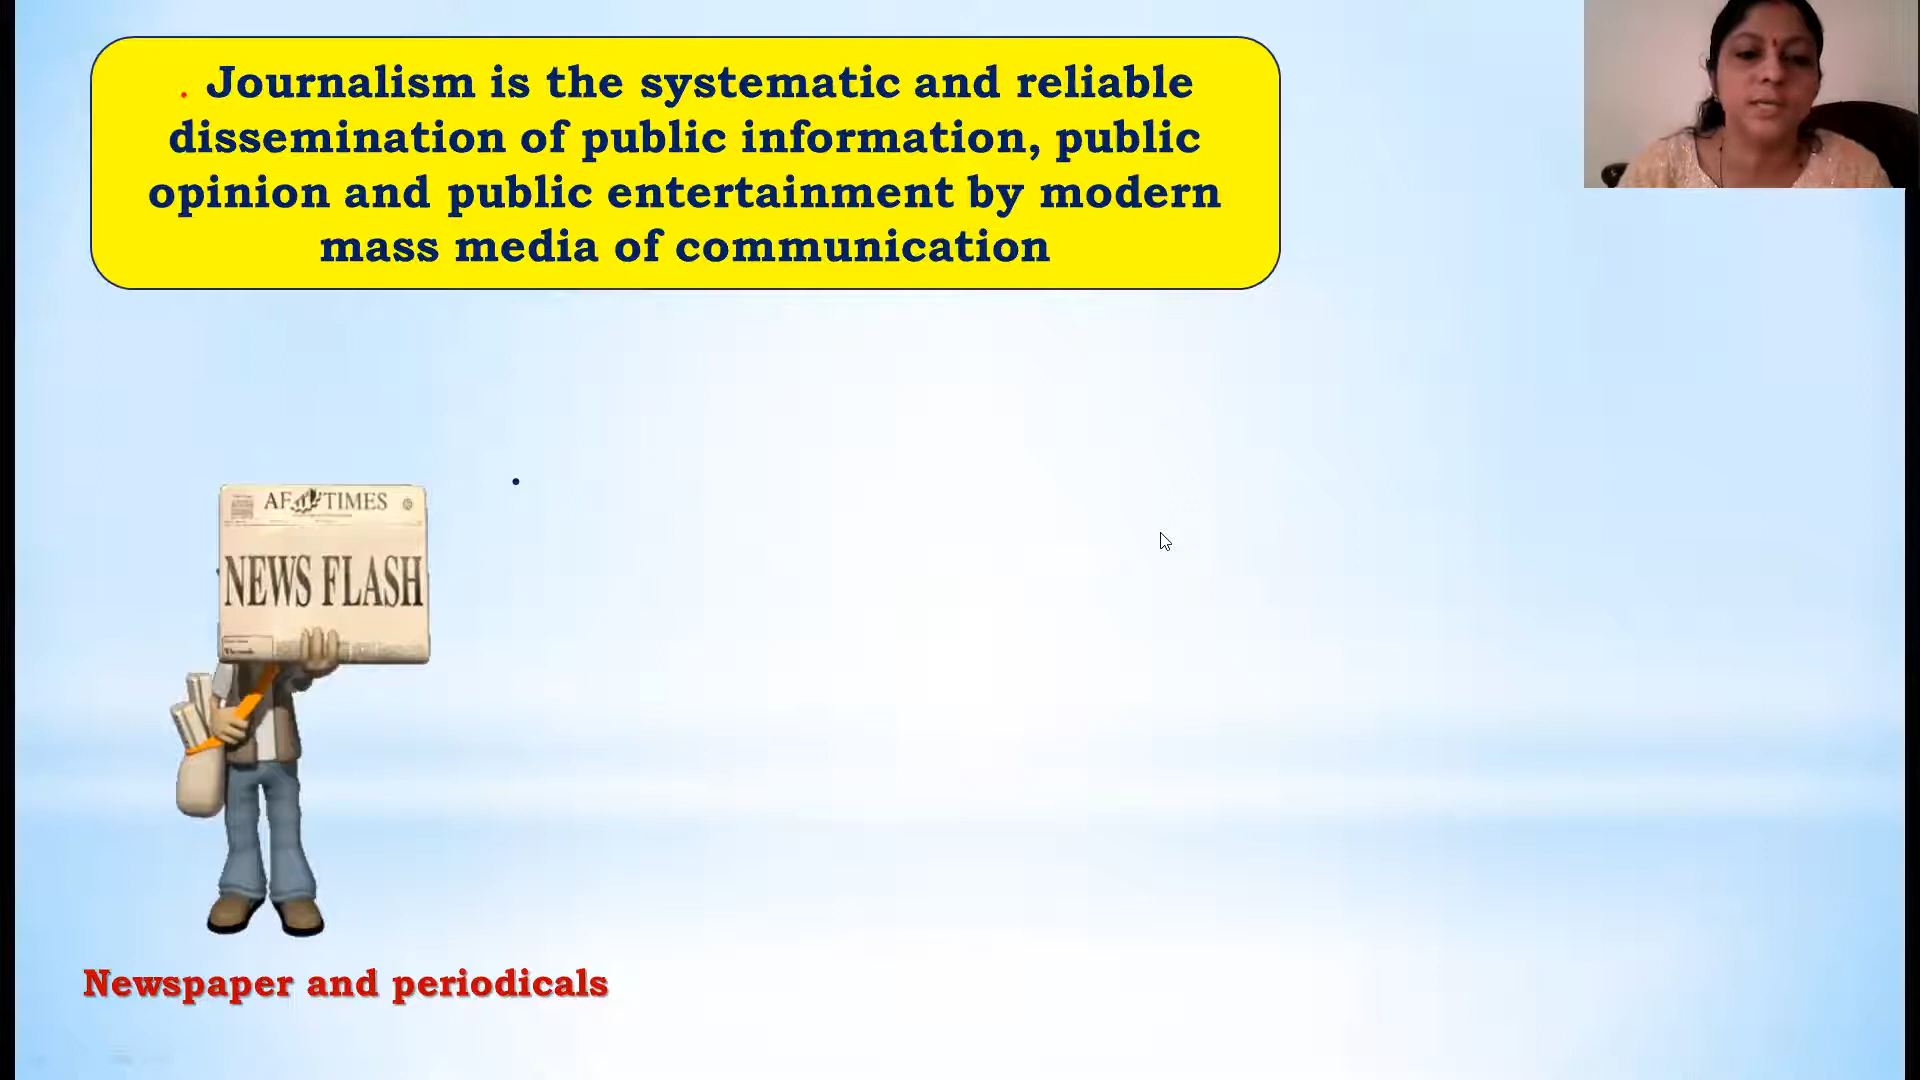 . Journalism is the systematic and reliable
dissemination of public information, public
opinion and public entertainment by modern
mass media of communication
•
TIMES
NEWS FLASH
Newspaper and periodicals